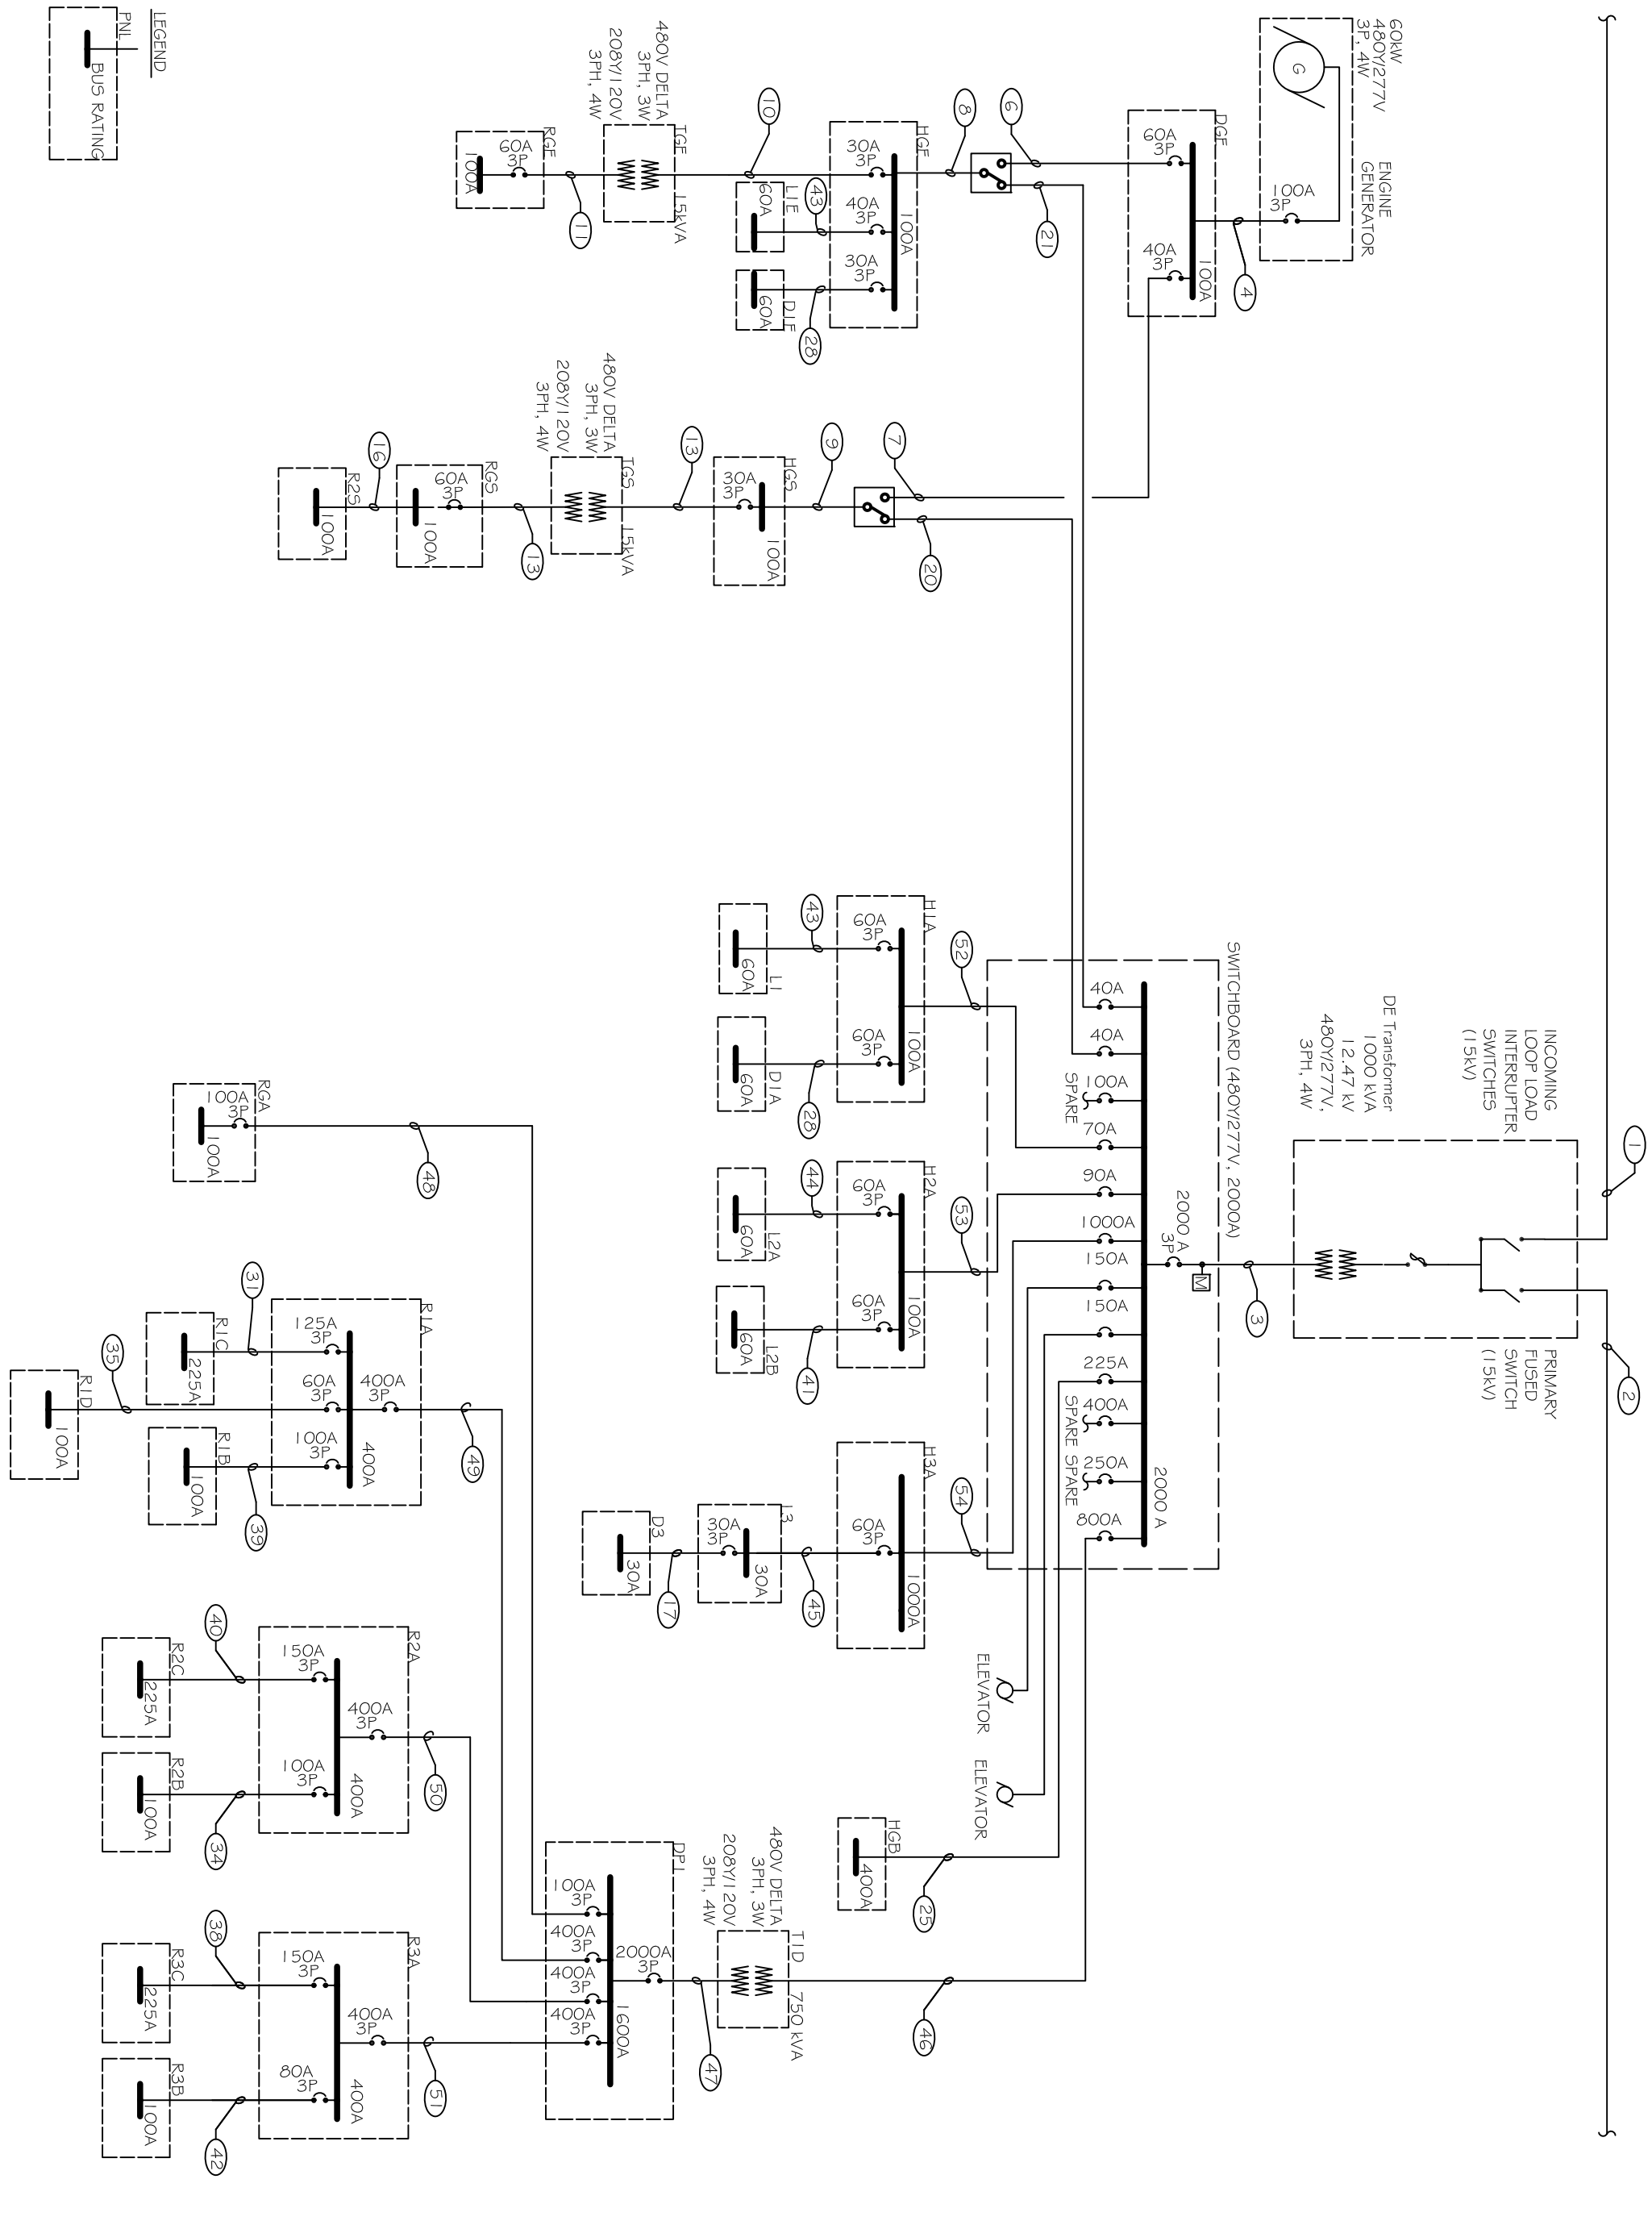 60kW
480Y/277V
3P, 4W
G
ENGINE
GENERATOR
100A
3P
4
DGF
60A
3P
40A
3P
100A
6
21
8
HGF
30A
3P
40A
3P
30A
3P
100A
10
43
28
L1E
60A
D1F
60A
480V DELTA
3PH, 3W
208Y/120V
3PH, 4W
TGF
15kVA
11
RGF
60A
3P
100A
LEGEND
PNL
BUS RATING
7
20
9
HGS
30A
3P
100A
13
480V DELTA
3PH, 3W
208Y/120V
3PH, 4W
TGS
15kVA
13
RGS
60A
3P
100A
16
R2S
100A
1
2
INCOMING
LOOP LOAD
INTERRUPTER
SWITCHES
(15kV)
PRIMARY
FUSED
SWITCH
(15kV)
DE Transformer
1000 kVA
12.47 kV
480Y/277V,
3PH, 4W
3
SWITCHBOARD (480Y/277V, 2000A)
M
2000 A
3P
2000 A
40A
40A
100A
SPARE
70A
90A
1000A
150A
150A
225A
400A
SPARE
250A
SPARE
800A
52
H1A
60A
3P
60A
3P
100A
43
28
L1
60A
D1A
60A
53
H2A
60A
3P
60A
3P
100A
44
41
L2A
60A
L2B
60A
54
H3A
60A
3P
1000A
45
L3
30A
3P
30A
17
D3
30A
ELEVATOR
ELEVATOR
HGB
400A
25
46
480V DELTA
3PH, 3W
208Y/120V
3PH, 4W
T1D
750 kVA
47
DP1
2000A
3P
100A
3P
400A
3P
400A
3P
400A
3P
1600A
48
RGA
100A
3P
100A
49
R1A
400A
3P
125A
3P
60A
3P
100A
3P
400A
31
35
39
R1C
225A
R1D
100A
R1B
100A
50
R2A
400A
3P
150A
3P
100A
3P
400A
40
34
R2C
225A
R2B
100A
51
R3A
400A
3P
150A
3P
80A
3P
400A
38
42
R3C
225A
R3B
100A